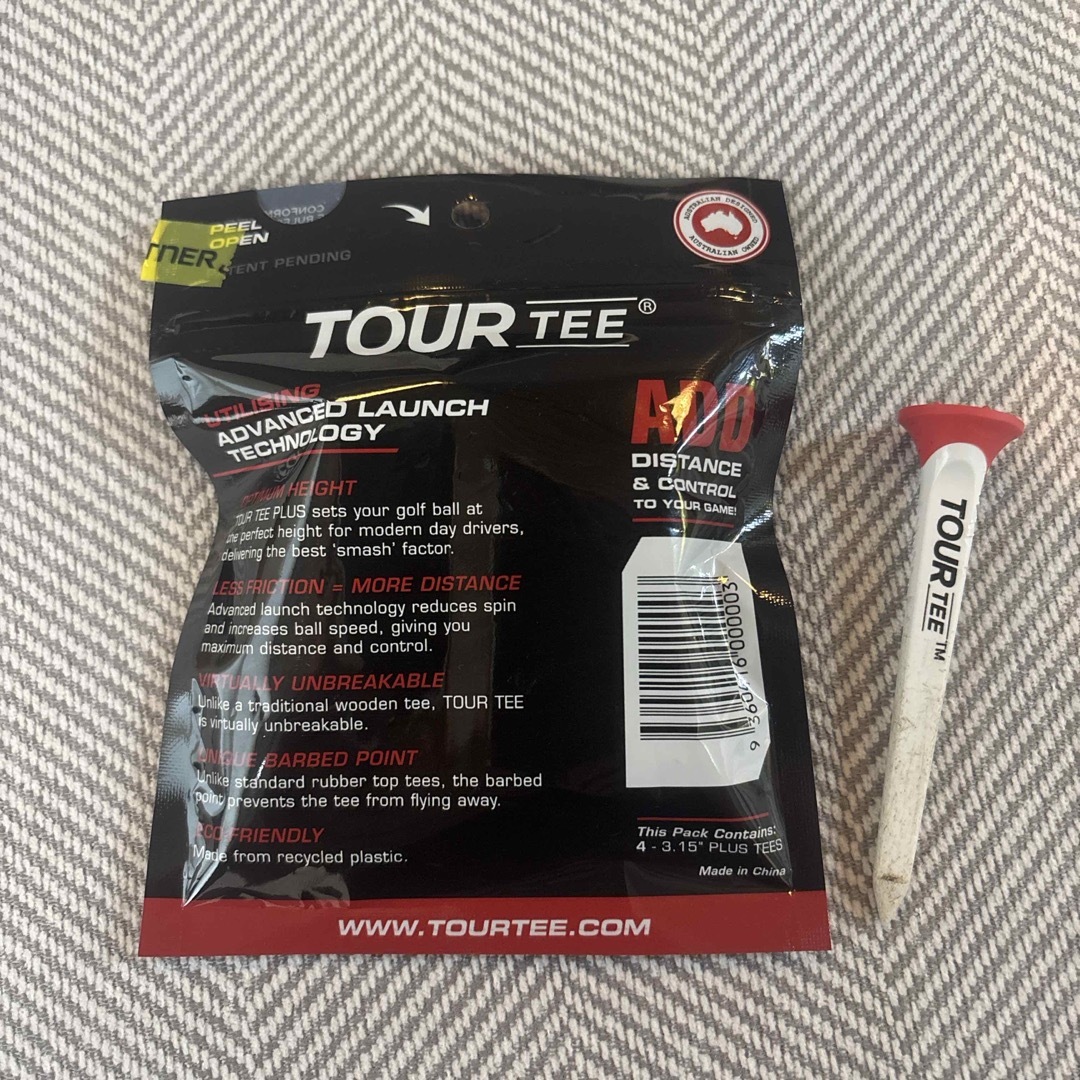 PEEL
OPEN
TENT PENDING
AUSTRALIAN DESIGNED
AUSTRALIAN OWNED
TOUR TEE®
UTILISING
ADVANCED LAUNCH
TECHNOLOGY
HEIGHT
TOUR TEE PLUS sets your golf ball at
the perfect height for modern day drivers,
delivering the best 'smash' factor.
LESS FRICTION = MORE DISTANCE
Advanced launch technology reduces spin
and increases ball speed, giving you
maximum distance and control.
VIRTUALLY UNBREAKABLE
Unlike a traditional wooden tee, TOUR TEE
is virtually unbreakable.
UNIQUE BARBED POINT
Unlike standard rubber top tees, the barbed
point prevents the tee from flying away.
ECO FRIENDLY
Made from recycled plastic.
ADD
DISTANCE
& CONTROL
TO YOUR GAME!
This Pack Contains:
4 - 3.15" PLUS TEES
Made in China
WWW.TOURTEE.COM
TOUR TEE™